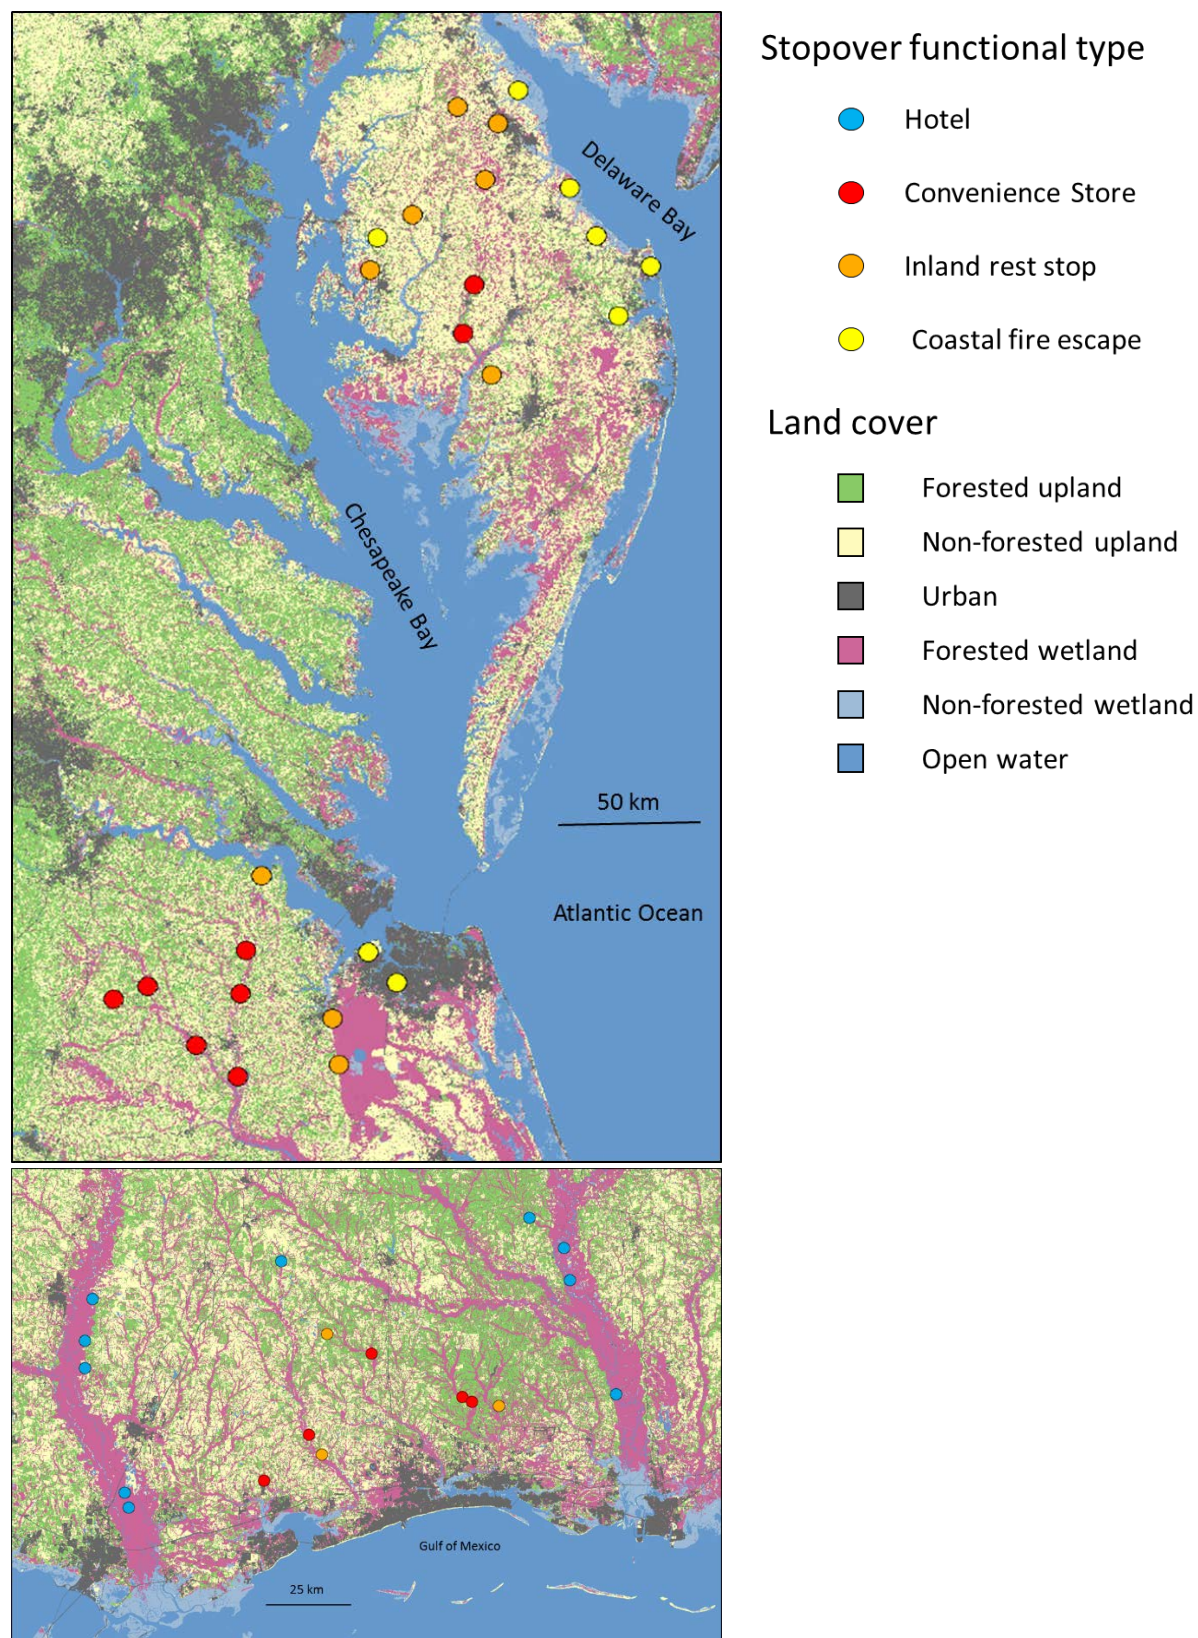 Stopover functional type
Hotel
Convenience Store
Inland rest stop
Coastal fire escape
Land cover
Forested upland
Non-forested upland
Urban
Forested wetland
Non-forested wetland
Open water
Delaware Bay
Chesapeake Bay
50 km
Atlantic Ocean
Gulf of Mexico
25 km